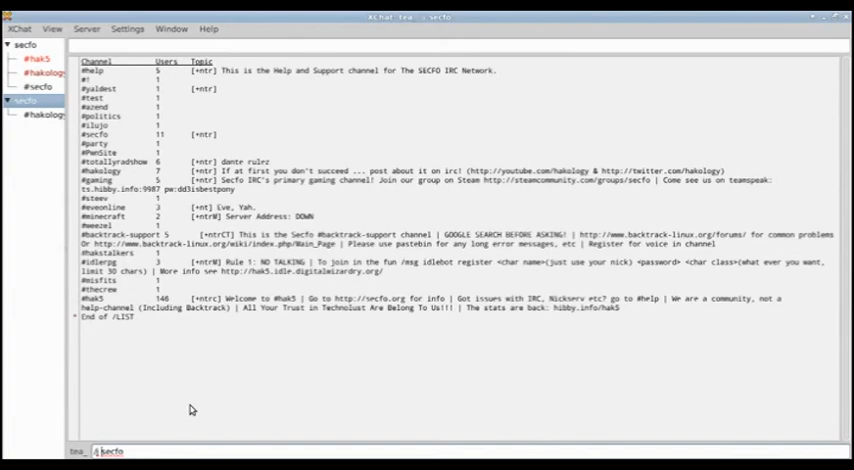 XChat: tea_ @ secfo
XChat View Server Settings Window Help
secfo
#hak5
#hakology
#secfo
secfo
#hakology
Channel Users Topic
#help 5 [+ntr] This is the Help and Support channel for The SECFO IRC Network.
#! 1
#yaldest 1 [+ntr]
#test 1
#azend 1
#politics 1
#ilujo 1
#secfo 11 [+ntr]
#party 1
#PwnSite 1
#totallyradshow 6 [+ntr] dante rulez
#hakology 7 [+ntr] If at first you don't succeed ... post about it on irc! (http://youtube.com/hakology & http://twitter.com/hakology)
#gaming 5 [+ntr] Secfo IRC's primary gaming channel! Join our group on Steam http://steamcommunity.com/groups/secfo | Come see us on teamspeak:
ts.hibby.info:9987 pw:dd3isbestpony
#steev 1
#eveonline 3 [+nt] Eve, Yah.
#minecraft 2 [+ntrM] Server Address: DOWN
#weezel 1
#backtrack-support 5 [+ntrCT] This is the Secfo #backtrack-support channel | GOOGLE SEARCH BEFORE ASKING! | http://www.backtrack-linux.org/forums/ for common problems
Or http://www.backtrack-linux.org/wiki/index.php/Main_Page | Please use pastebin for any long error messages, etc | Register for voice in channel
#hakstalkers 1
#idlerpg 3 [+ntrM] Rule 1: NO TALKING | To join in the fun /msg idlebot register <char name>(just use your nick) <password> <char class>(what ever you want,
limit 30 chars) | More info see http://hak5.idle.digitalwizardry.org/
#misfits 1
#thecrew 1
#hak5 146 [+ntrc] Welcome to #hak5 | Go to http://secfo.org for info | Got issues with IRC, Nickserv etc? go to #help | We are a community, not a
help-channel (Including Backtrack) | All Your Trust in Technolust Are Belong To Us!!! | The stats are back: hibby.info/hak5
* End of /LIST
tea_ /j secfo